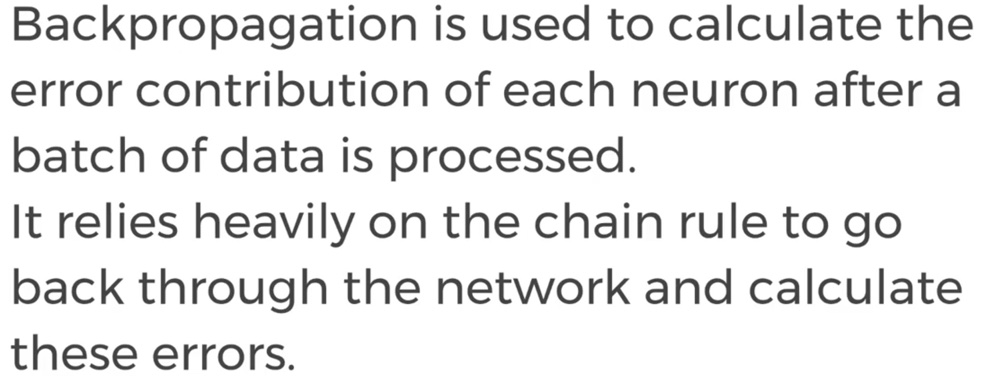 Backpropagation is used to calculate the
error contribution of each neuron after a
batch of data is processed.
It relies heavily on the chain rule to go
back through the network and calculate
these errors.